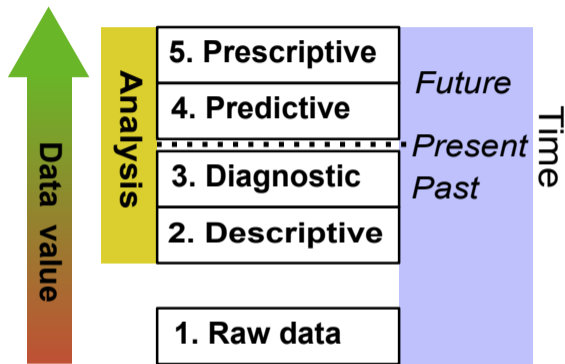 Data value
Analysis
5. Prescriptive
4. Predictive
3. Diagnostic
2. Descriptive
1. Raw data
Future
Present
Past
Time